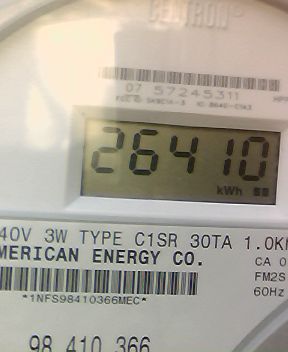 CENTRON®
07 57245311
26410
kWh
40V 3W TYPE C1SR 30TA 1.0K
MERICAN ENERGY CO.
CA 0
FM2S
60Hz
*1NFS98410366MEC*
98 410 366